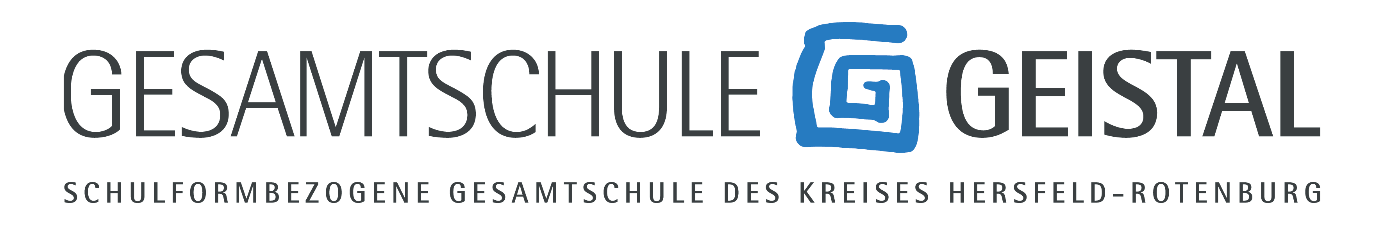 GESAMTSCHULE GEISTAL
SCHULFORMBEZOGENE GESAMTSCHULE DES KREISES HERSFELD-ROTENBURG